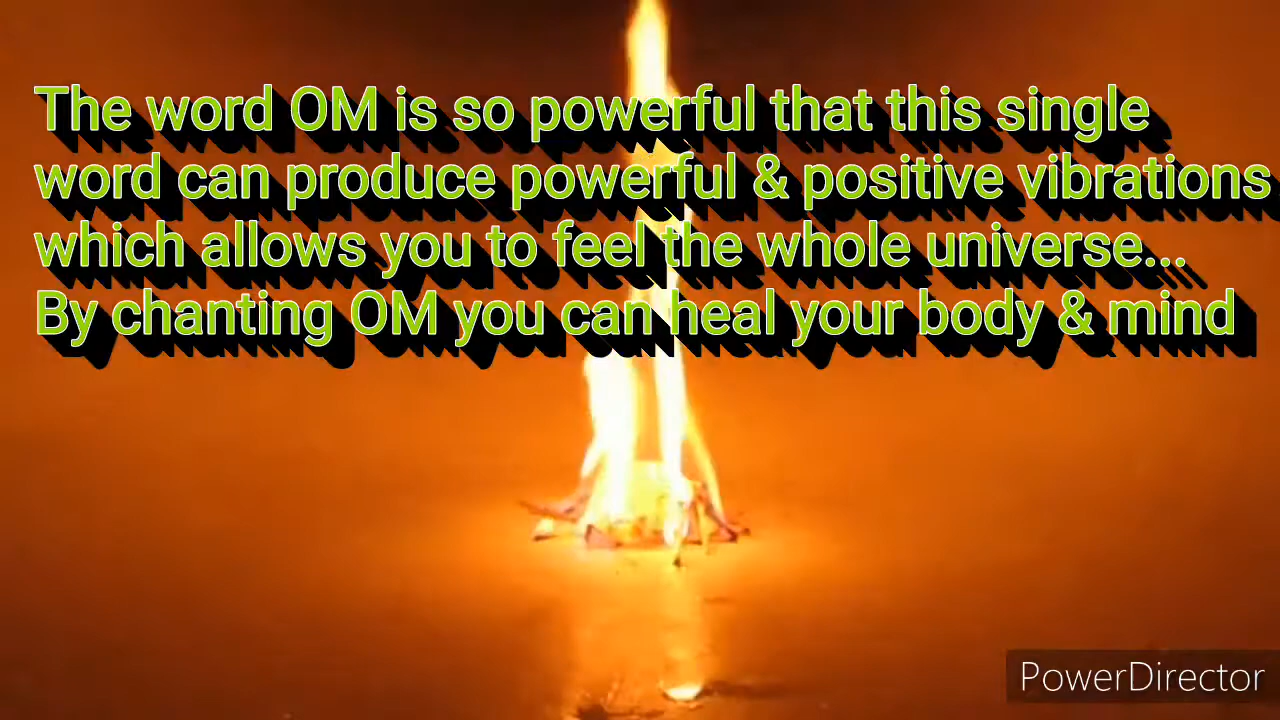 The word OM is so powerful that this single
word can produce powerful & positive vibrations
which allows you to feel the whole universe...
By chanting OM you can heal your body & mind
PowerDirector